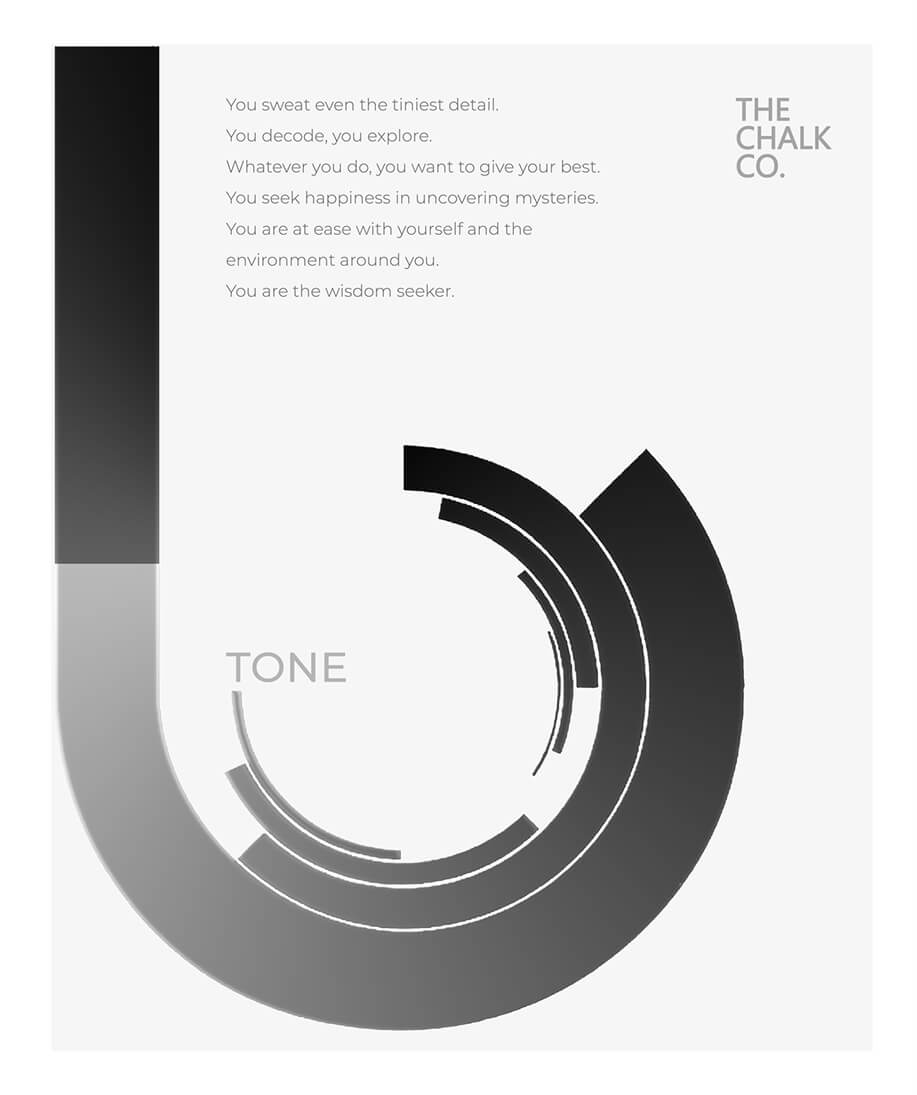 You sweat even the tiniest detail.
You decode, you explore.
Whatever you do, you want to give your best.
You seek happiness in uncovering mysteries.
You are at ease with yourself and the
environment around you.
You are the wisdom seeker.
THE
CHALK
CO.
TONE